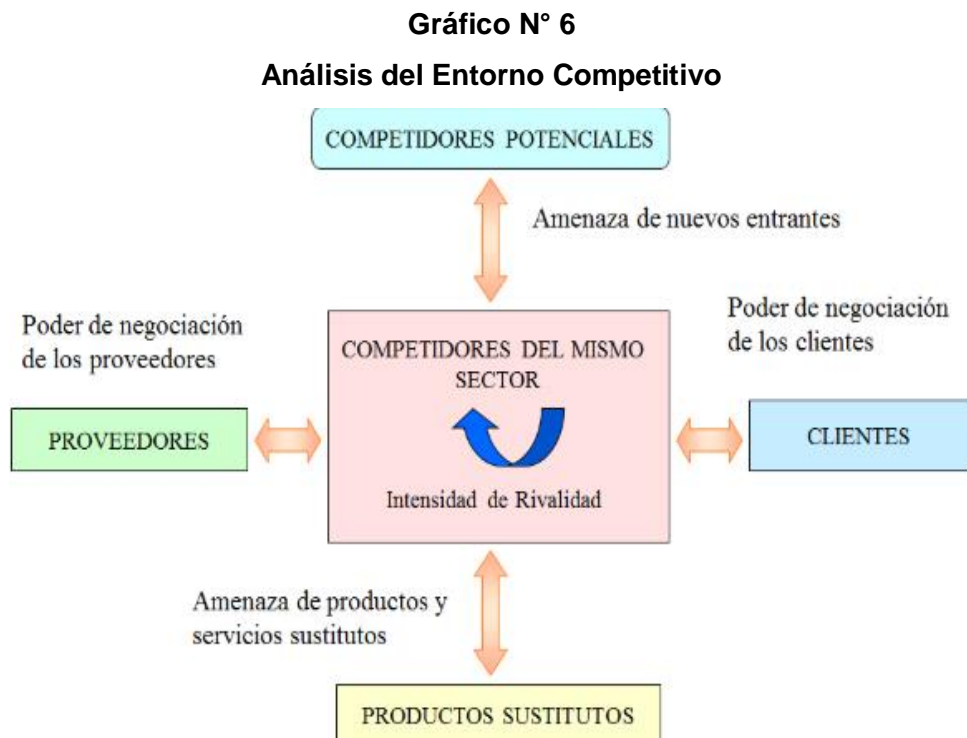 Gráfico N° 6
Análisis del Entorno Competitivo
COMPETIDORES POTENCIALES
Amenaza de nuevos entrantes
Poder de negociación
de los proveedores
Poder de negociación
de los clientes
COMPETIDORES DEL MISMO
SECTOR
PROVEEDORES
CLIENTES
Intensidad de Rivalidad
Amenaza de productos y
servicios sustitutos
PRODUCTOS SUSTITUTOS